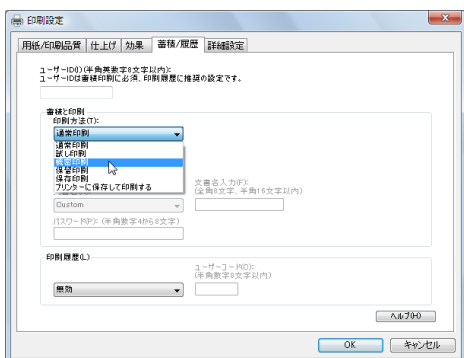 印刷設定
用紙/印刷品質 仕上げ 効果 蓄積/履歴 詳細設定
ユーザーID(I)(半角英数字8文字以内):
ユーザーIDは蓄積印刷に必須、印刷履歴に推奨の設定です。
蓄積と印刷
印刷方法(T):
通常印刷
通常印刷
試し印刷
機密印刷
保留印刷
保存印刷
プリンターに保存して印刷する
文書名入力(F):
(全角8文字、半角16文字以内)
Custom
パスワード(P): (半角数字4から8文字)
印刷履歴(L)
ユーザーコード(O):
(半角数字8文字以内)
無効
ヘルプ(H)
OK キャンセル